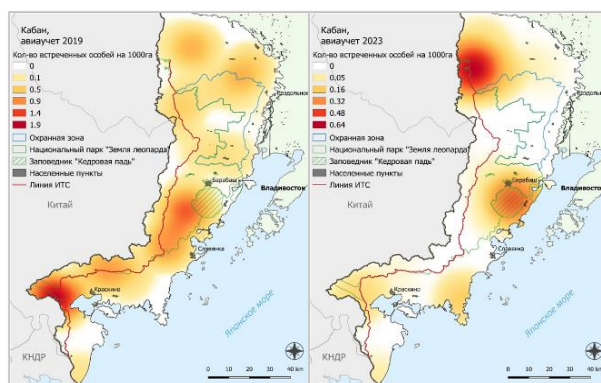 Кабан,
авиаучет 2019
Кол-во встреченных особей на 1000га
0
0.1
0.5
0.9
1.4
1.9
Охранная зона
Национальный парк "Земля леопарда"
Заповедник "Кедровая падь"
Населенные пункты
Линия ИТС
Китай
Барабаш
Владивосток
Славянка
Краскино
Японское море
КНДР
0 10 20 30 40 km
Кабан,
авиаучет 2023
Кол-во встреченных особей на 1000га
0
0.05
0.16
0.32
0.48
0.64
Охранная зона
Национальный парк "Земля леопарда"
Заповедник "Кедровая падь"
Населенные пункты
Линия ИТС
Китай
Барабаш
Владивосток
Славянка
Краскино
Японское море
КНДР
0 10 20 30 40 km